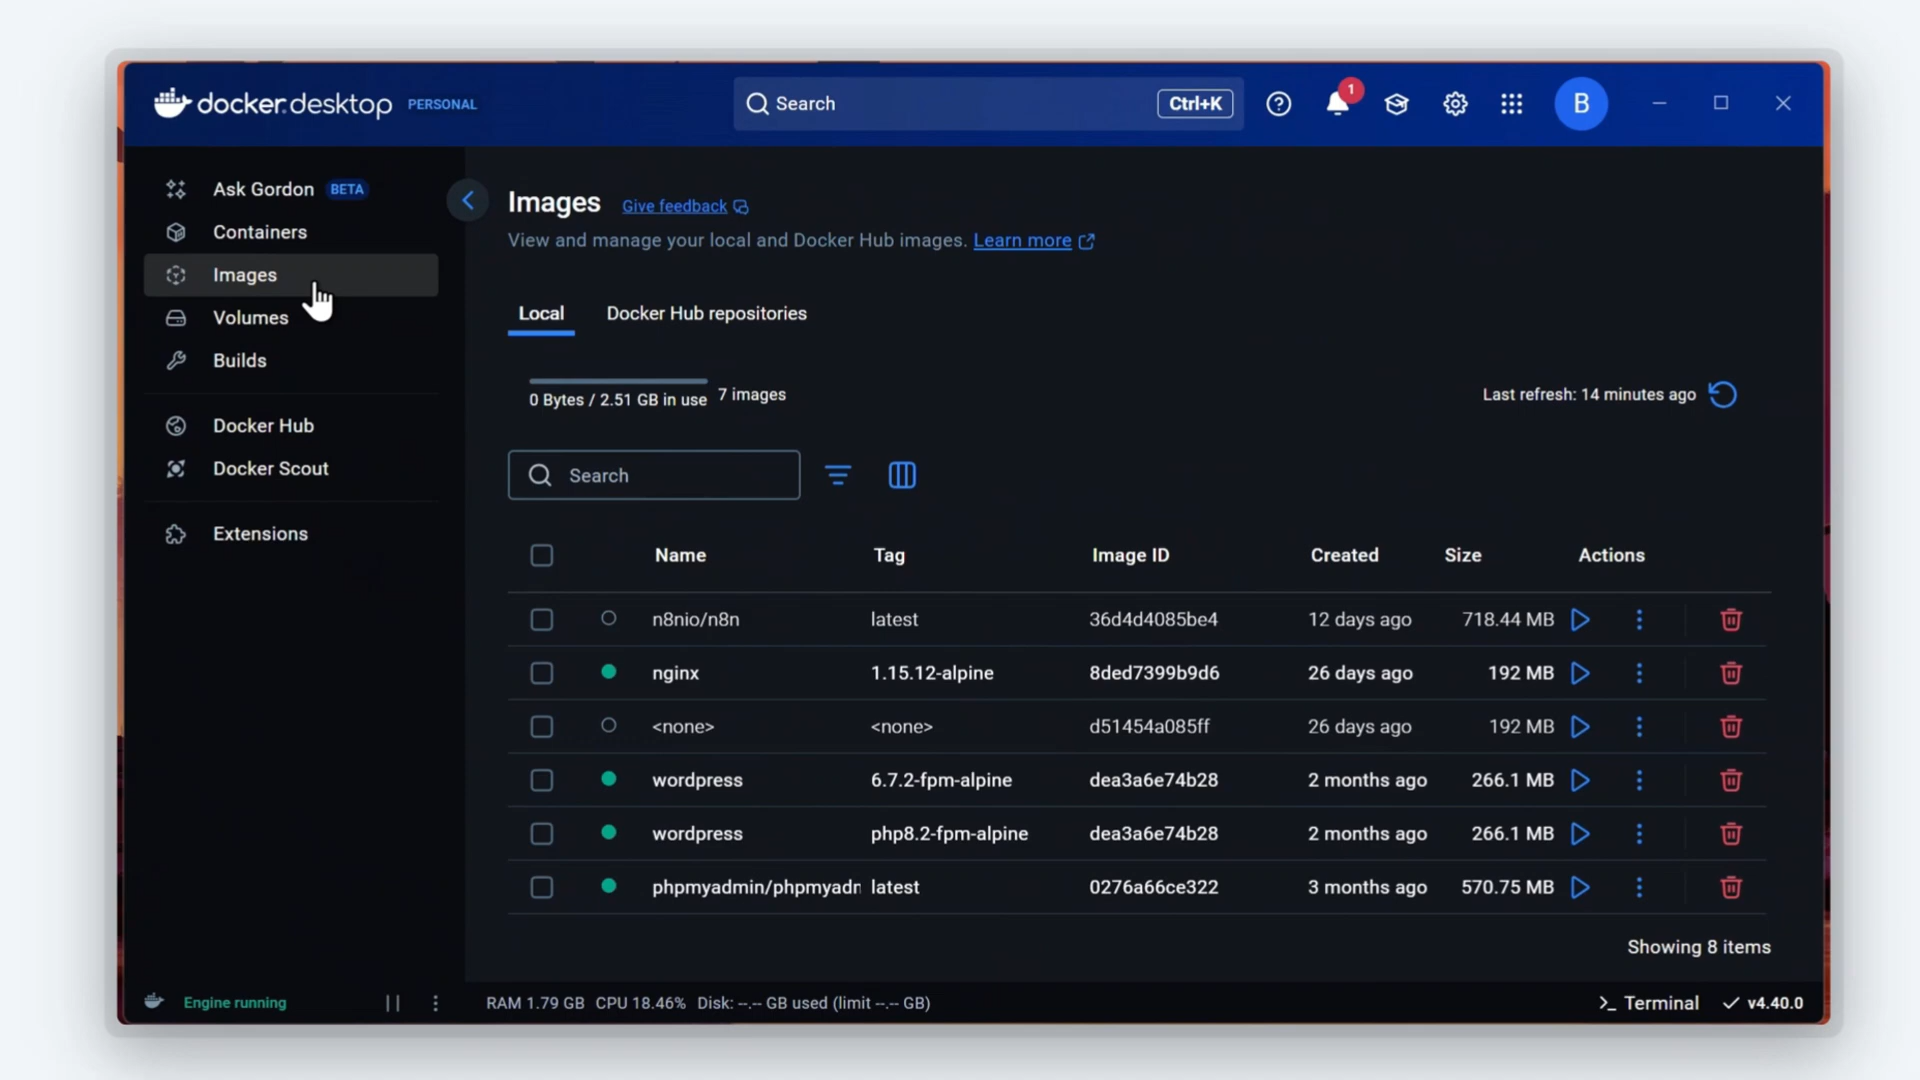 docker.desktop PERSONAL
Search Ctrl+K
1
B
Ask Gordon BETA
Containers
Images
Volumes
Builds
Docker Hub
Docker Scout
Extensions
Images Give feedback
View and manage your local and Docker Hub images. Learn more
Local Docker Hub repositories
0 Bytes / 2.51 GB in use 7 images
Last refresh: 14 minutes ago
Search
Name Tag Image ID Created Size Actions
n8nio/n8n latest 36d4d4085be4 12 days ago 718.44 MB
nginx 1.15.12-alpine 8ded7399b9d6 26 days ago 192 MB
<none> <none> d51454a085ff 26 days ago 192 MB
wordpress 6.7.2-fpm-alpine dea3a6e74b28 2 months ago 266.1 MB
wordpress php8.2-fpm-alpine dea3a6e74b28 2 months ago 266.1 MB
phpmyadmin/phpmyadn latest 0276a66ce322 3 months ago 570.75 MB
Showing 8 items
Engine running
RAM 1.79 GB CPU 18.46% Disk: --.-- GB used (limit --.-- GB)
>_ Terminal
v4.40.0